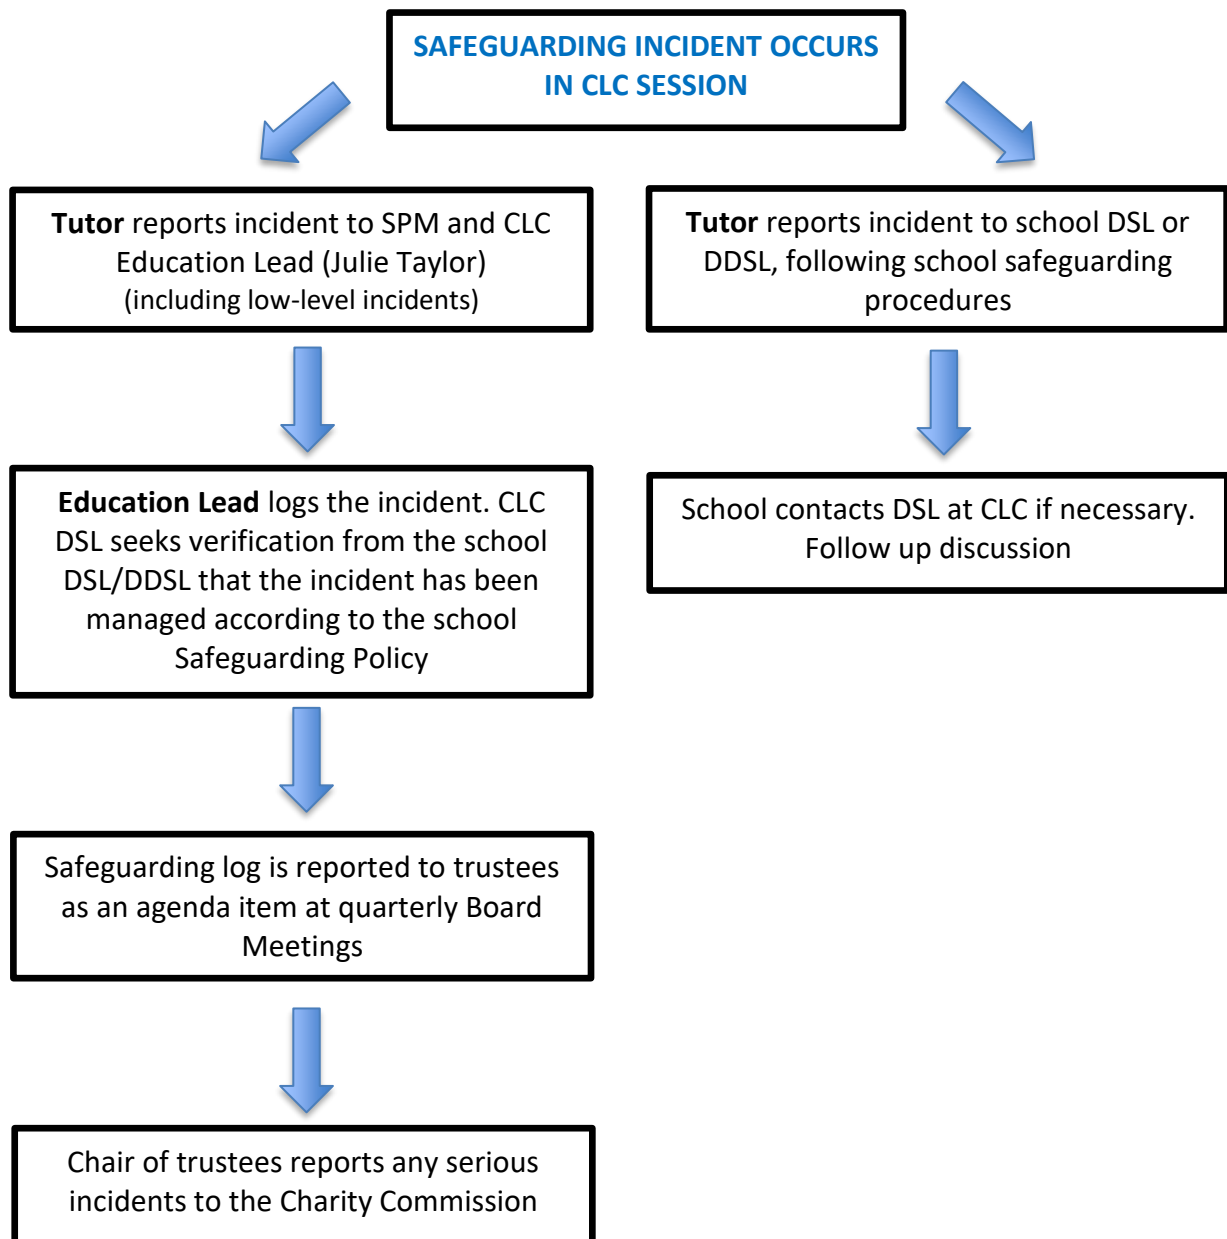 SAFEGUARDING INCIDENT OCCURS
IN CLC SESSION
Tutor reports incident to SPM and CLC
Education Lead (Julie Taylor)
(including low-level incidents)
Tutor reports incident to school DSL or
DDSL, following school safeguarding
procedures
Education Lead logs the incident. CLC
DSL seeks verification from the school
DSL/DDSL that the incident has been
managed according to the school
Safeguarding Policy
School contacts DSL at CLC if necessary.
Follow up discussion
Safeguarding log is reported to trustees
as an agenda item at quarterly Board
Meetings
Chair of trustees reports any serious
incidents to the Charity Commission